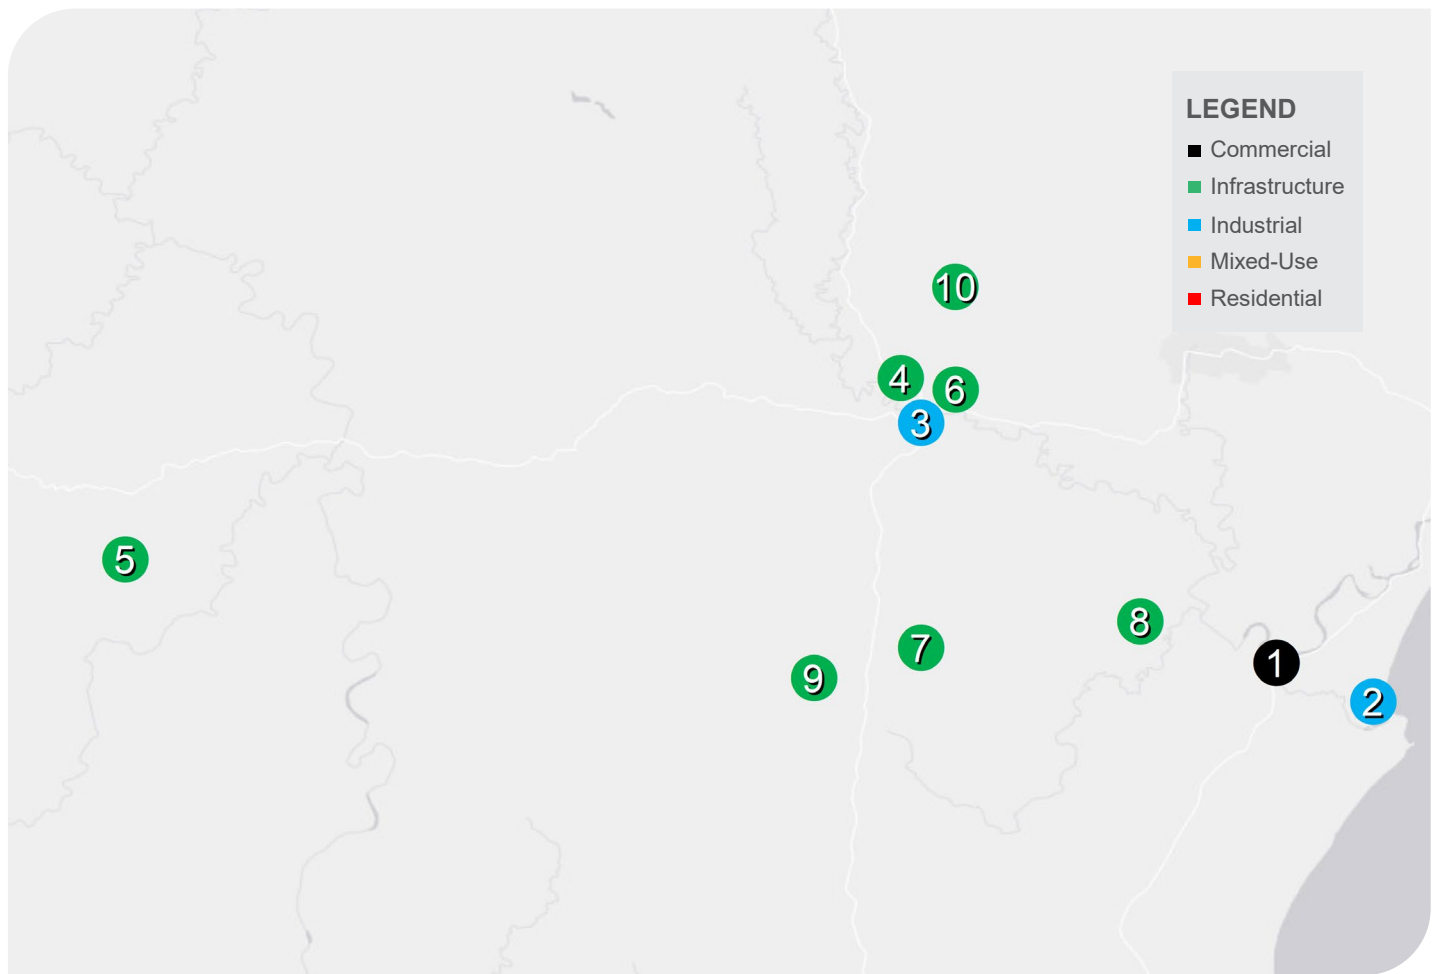 LEGEND
Commercial
Infrastructure
Industrial
Mixed-Use
Residential
10
4
6
3
5
8
7
1
9
2